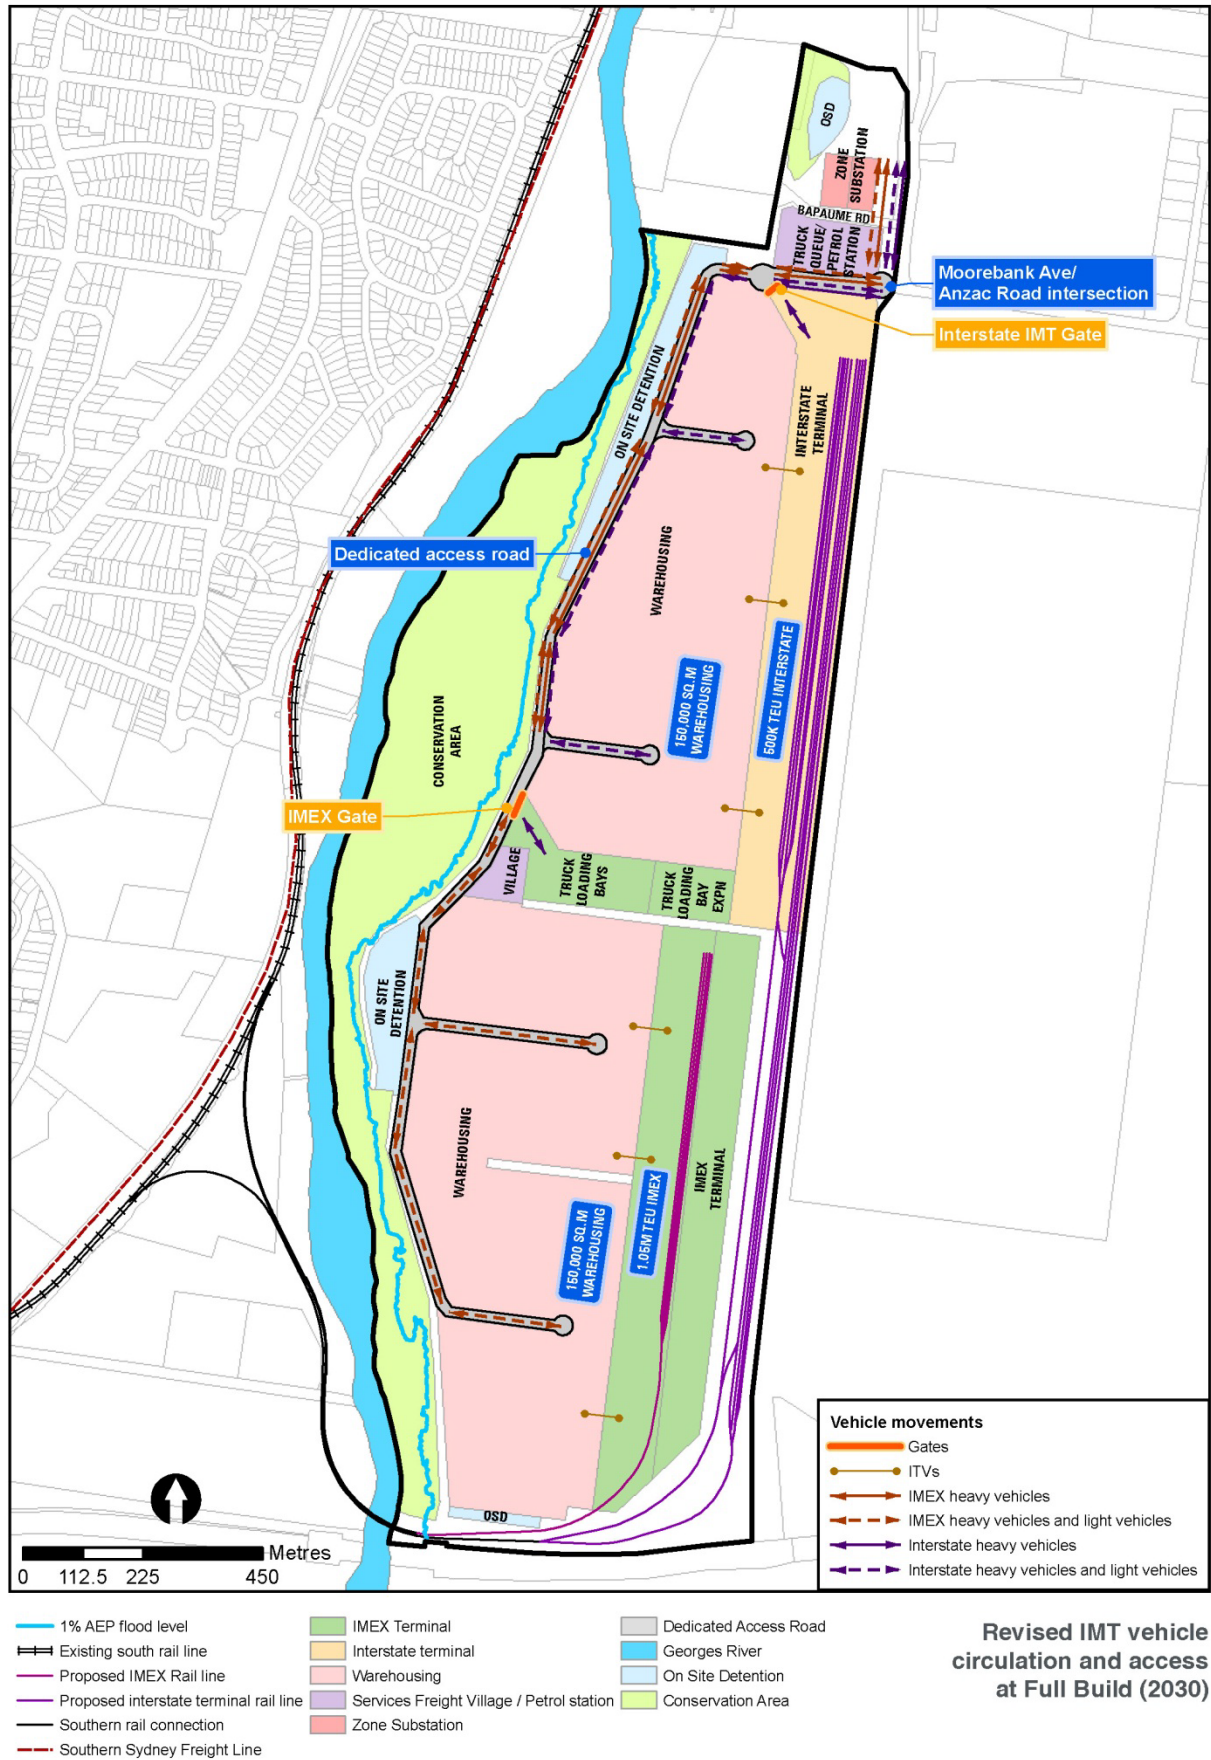 OSD
ZONE
SUBSTATION
BAPAUME RD
TRUCK
QUEUE/
PETROL
STATION
Moorebank Ave/
Anzac Road intersection
Interstate IMT Gate
ON SITE DETENTION
INTERSTATE
TERMINAL
Dedicated access road
WAREHOUSING
150,000 SQ.M
WAREHOUSING
500K TEU INTERSTATE
CONSERVATION
AREA
IMEX Gate
VILLAGE
TRUCK
LOADING
BAYS
TRUCK
LOADING
BAY
EXPN
ON SITE
DETENTION
WAREHOUSING
150,000 SQ.M
WAREHOUSING
1.05M TEU IMEX
IMEX
TERMINAL
OSD
Metres
0 112.5 225 450
Vehicle movements
Gates
ITVs
IMEX heavy vehicles
IMEX heavy vehicles and light vehicles
Interstate heavy vehicles
Interstate heavy vehicles and light vehicles
1% AEP flood level
Existing south rail line
Proposed IMEX Rail line
Proposed interstate terminal rail line
Southern rail connection
Southern Sydney Freight Line
IMEX Terminal
Interstate terminal
Warehousing
Services Freight Village / Petrol station
Zone Substation
Dedicated Access Road
Georges River
On Site Detention
Conservation Area
Revised IMT vehicle
circulation and access
at Full Build (2030)